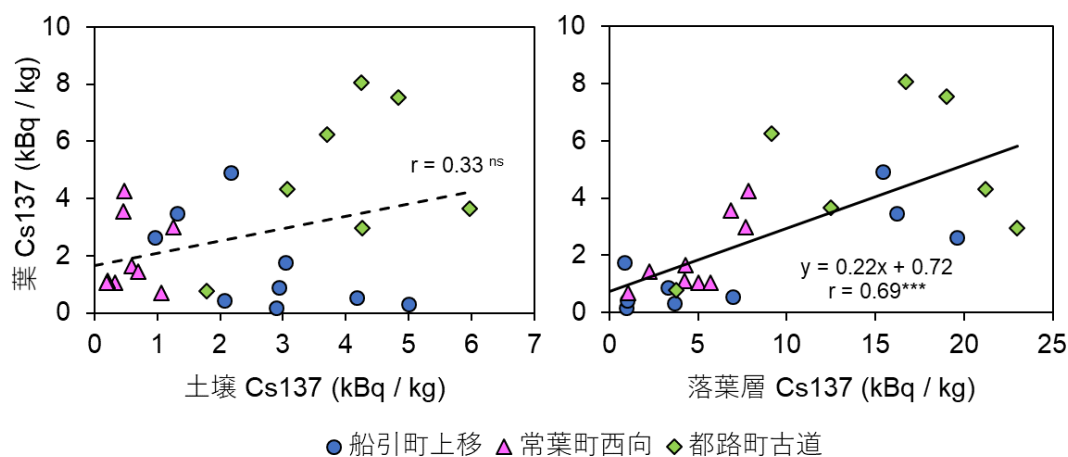 葉 Cs137 (kBq / kg)
10
8
6
4
2
0
r = 0.33 ns
0 1 2 3 4 5 6 7
土壌 Cs137 (kBq / kg)
10
8
6
4
2
0
y = 0.22x + 0.72
r = 0.69***
0 5 10 15 20 25
落葉層 Cs137 (kBq / kg)
船引町上移 常葉町西向 都路町古道